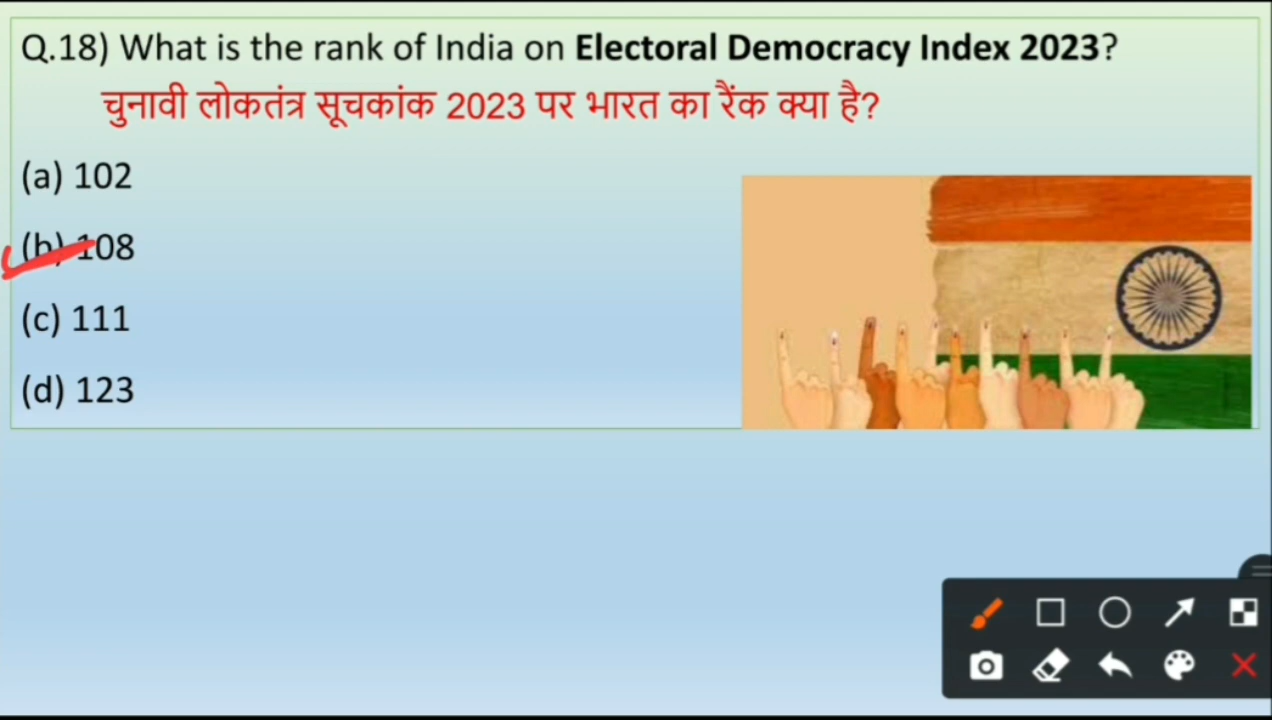 Q.18) What is the rank of India on Electoral Democracy Index 2023?
चुनावी लोकतंत्र सूचकांक 2023 पर भारत का रैंक क्या है?
(a) 102
(b) 108
(c) 111
(d) 123